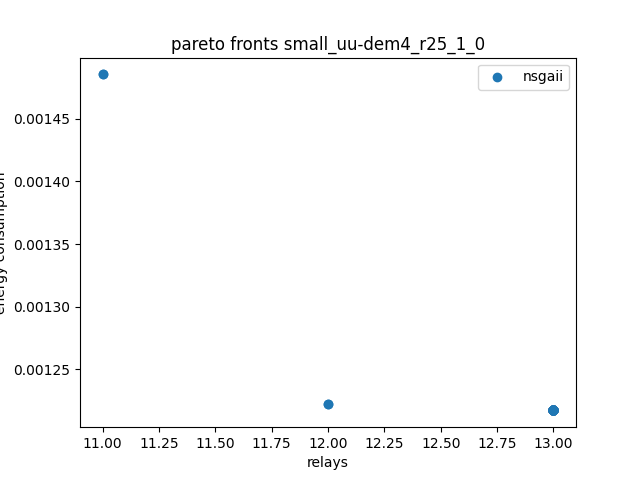 pareto fronts small_uu-dem4_r25_1_0
nsgaii
0.00145
0.00140
0.00135
0.00130
0.00125
energy consumption
11.00 11.25 11.50 11.75 12.00 12.25 12.50 12.75 13.00
relays